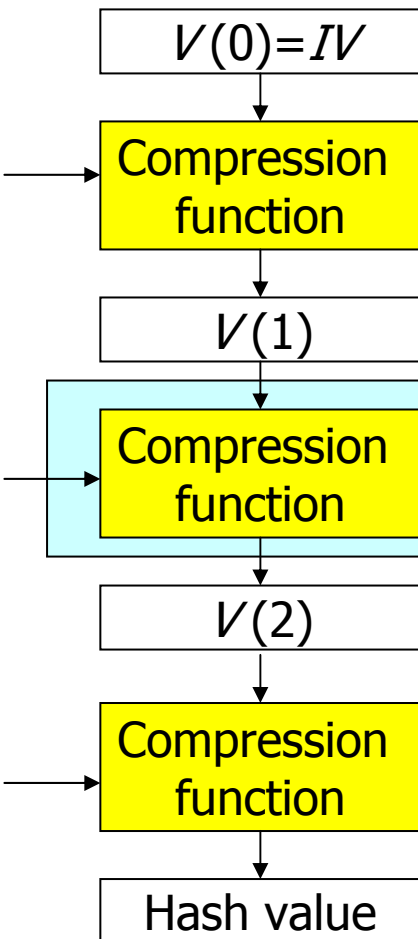 V(0)=IV
Compression
function
V(1)
Compression
function
V(2)
Compression
function
Hash value